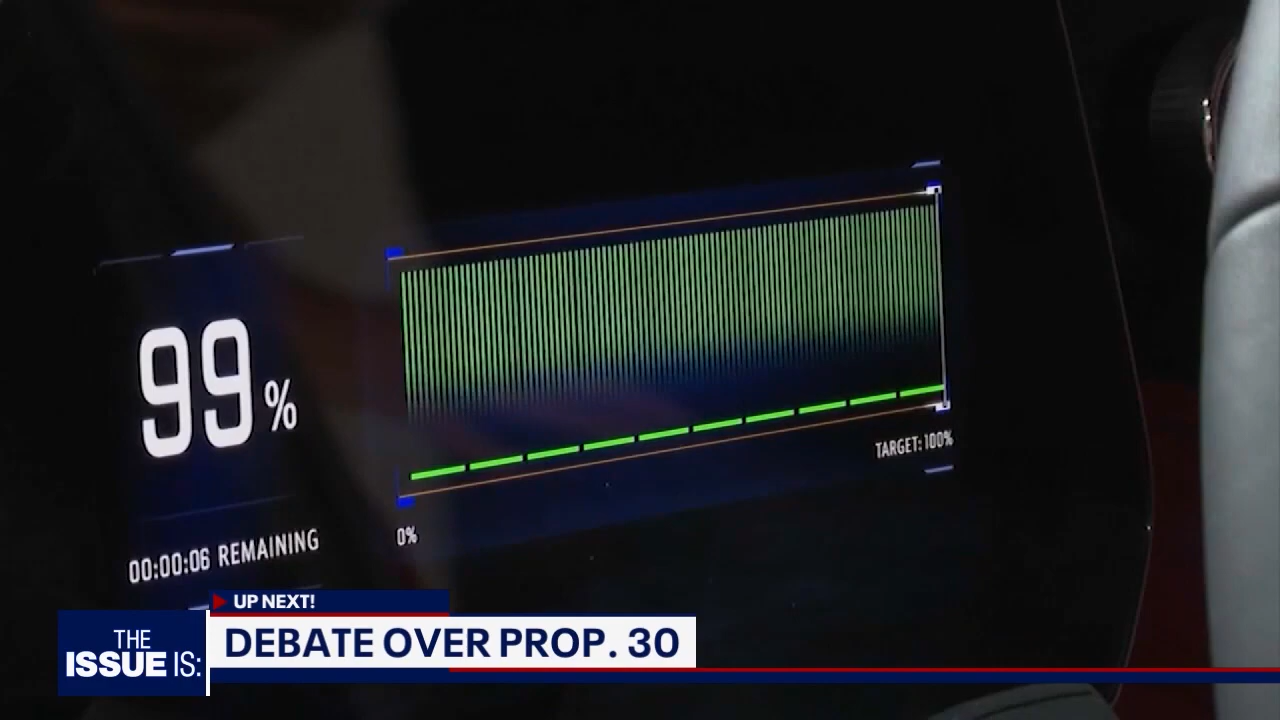 99%
00:00:06 REMAINING
0%
TARGET: 100%
UP NEXT!
THE
ISSUE IS:
DEBATE OVER PROP. 30